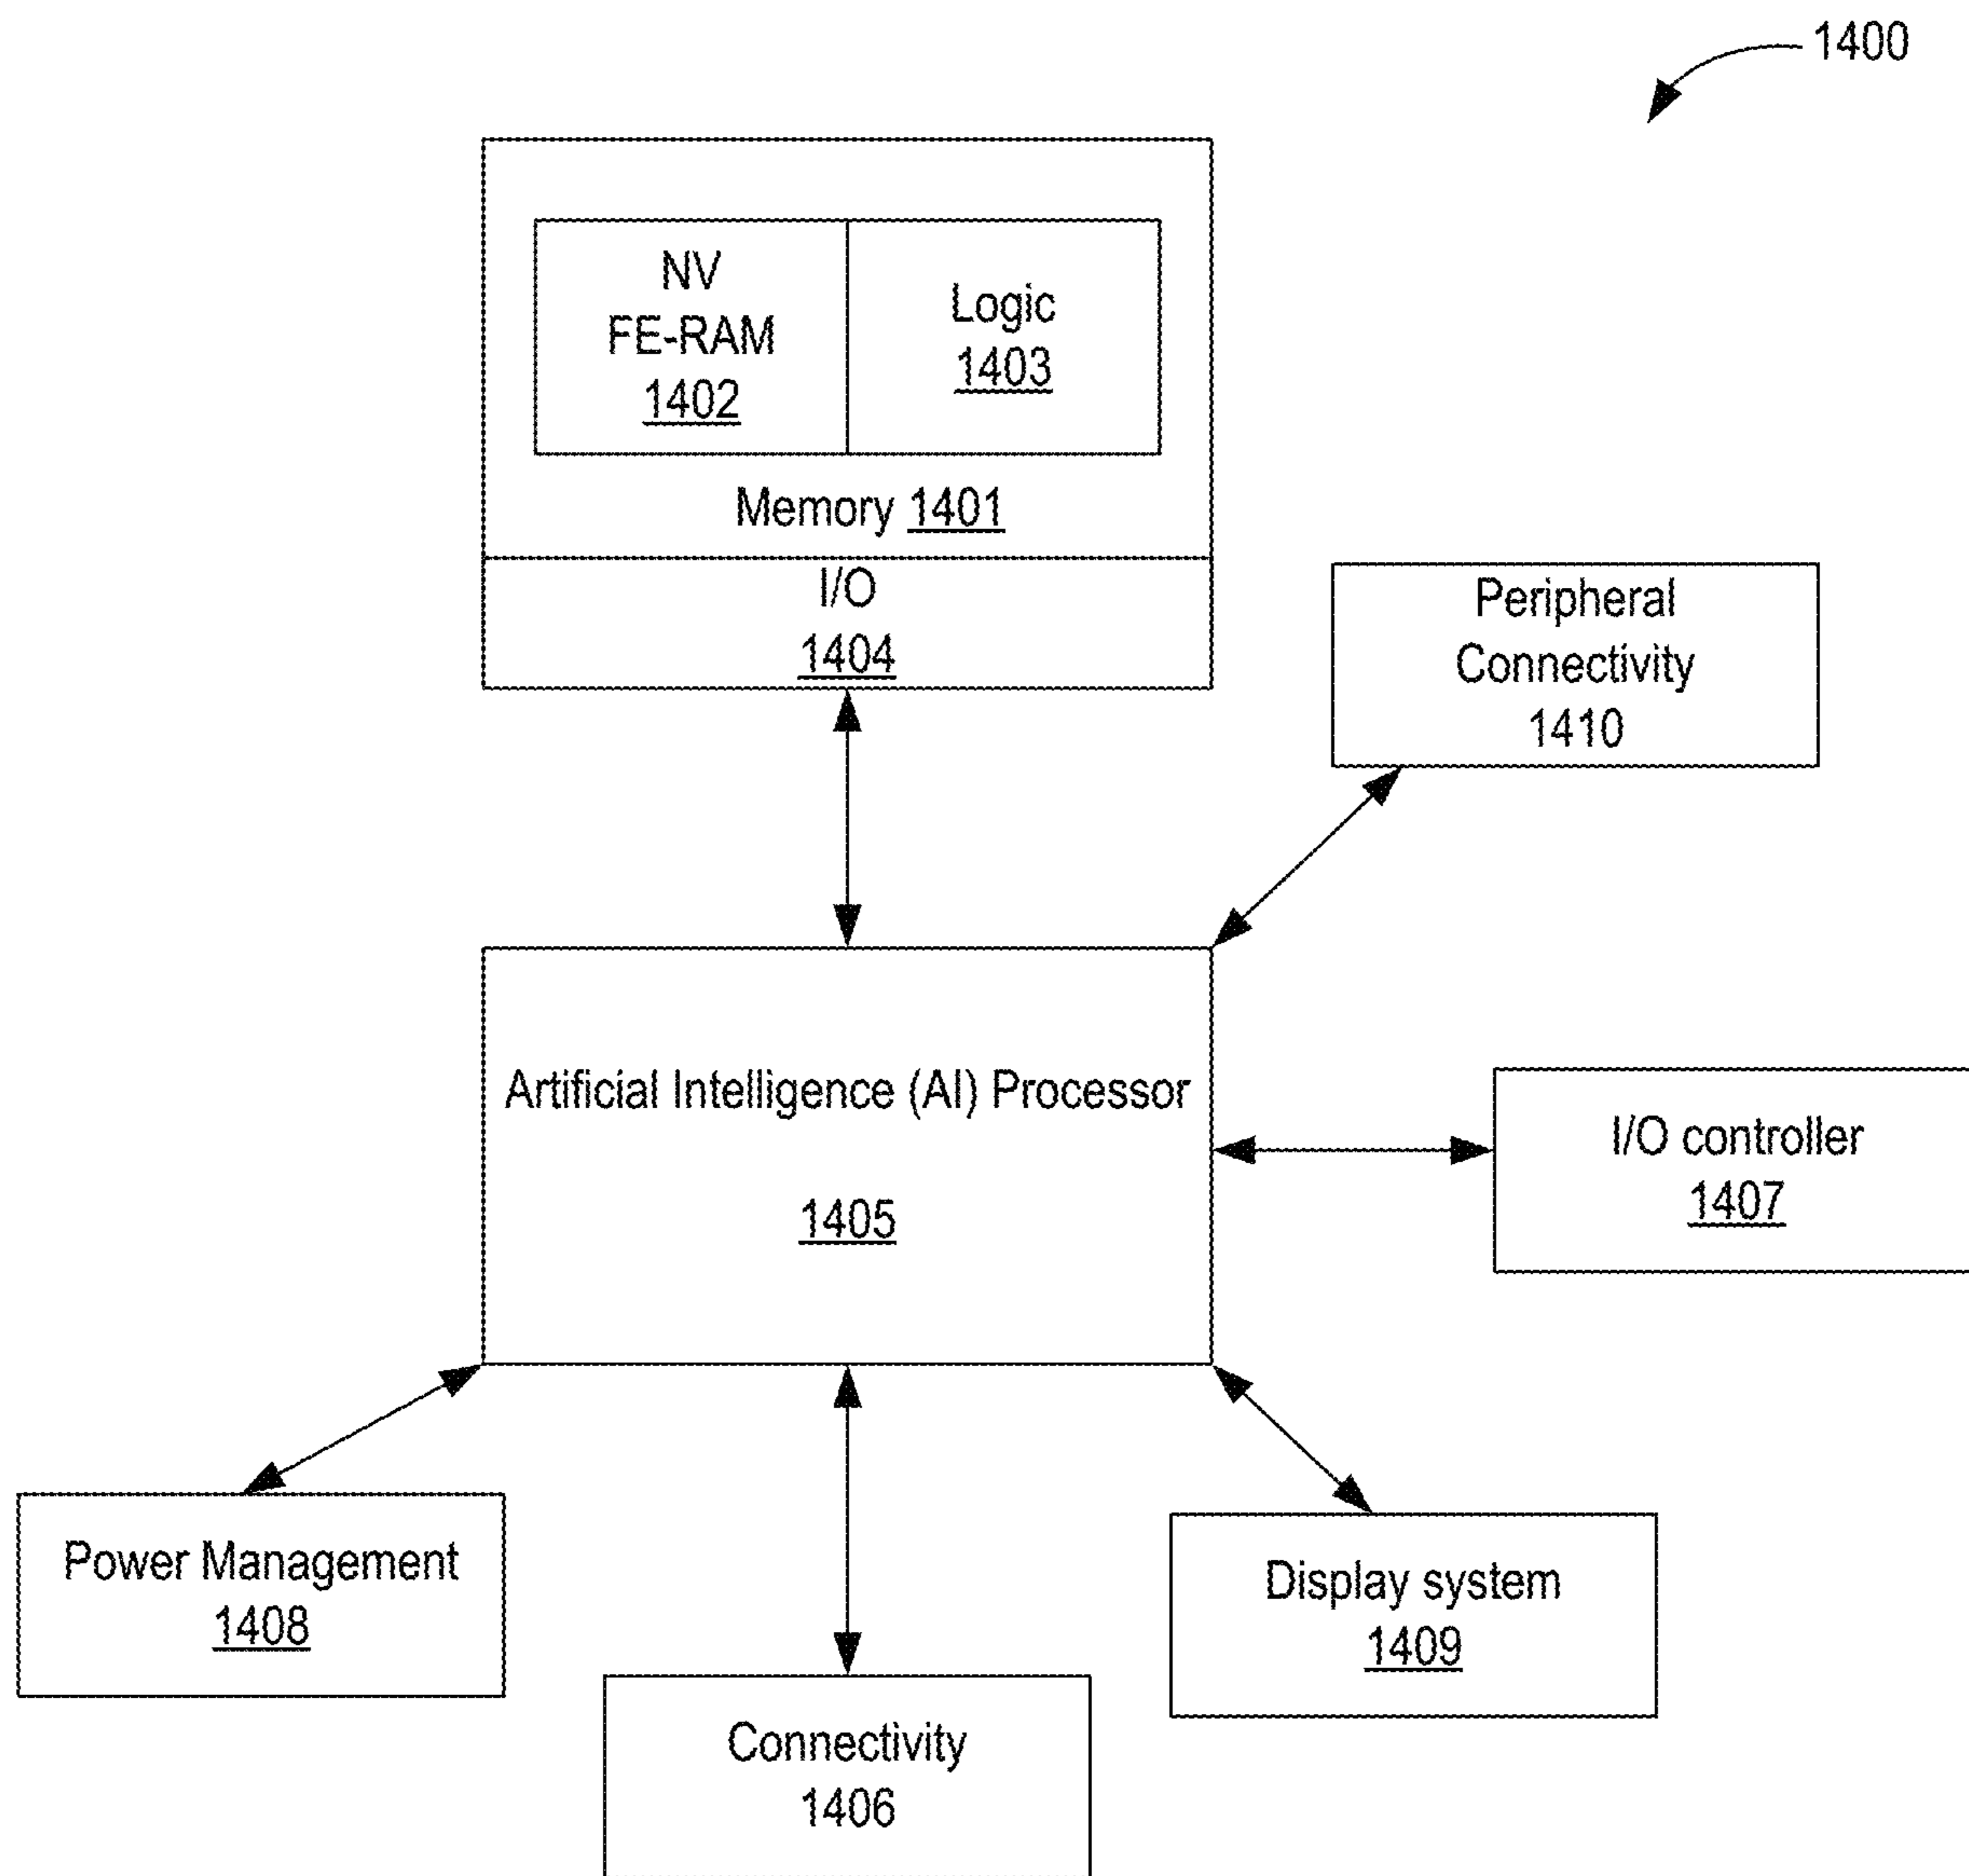 1400
NV
FE-RAM
1402
Logic
1403
Memory 1401
I/O
1404
Peripheral
Connectivity
1410
Artificial Intelligence (AI) Processor
1405
I/O controller
1407
Power Management
1408
Display system
1409
Connectivity
1406